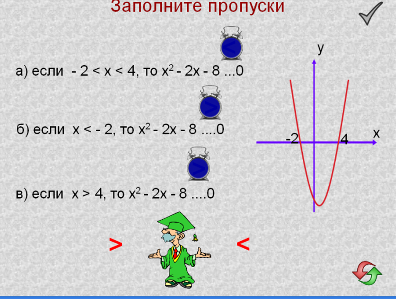 Заполните пропуски
а) если - 2 < x < 4, то x² - 2x - 8 ...0
б) если x < - 2, то x² - 2x - 8 ....0
в) если x > 4, то x² - 2x - 8 ....0
y
-2
4
x
> <